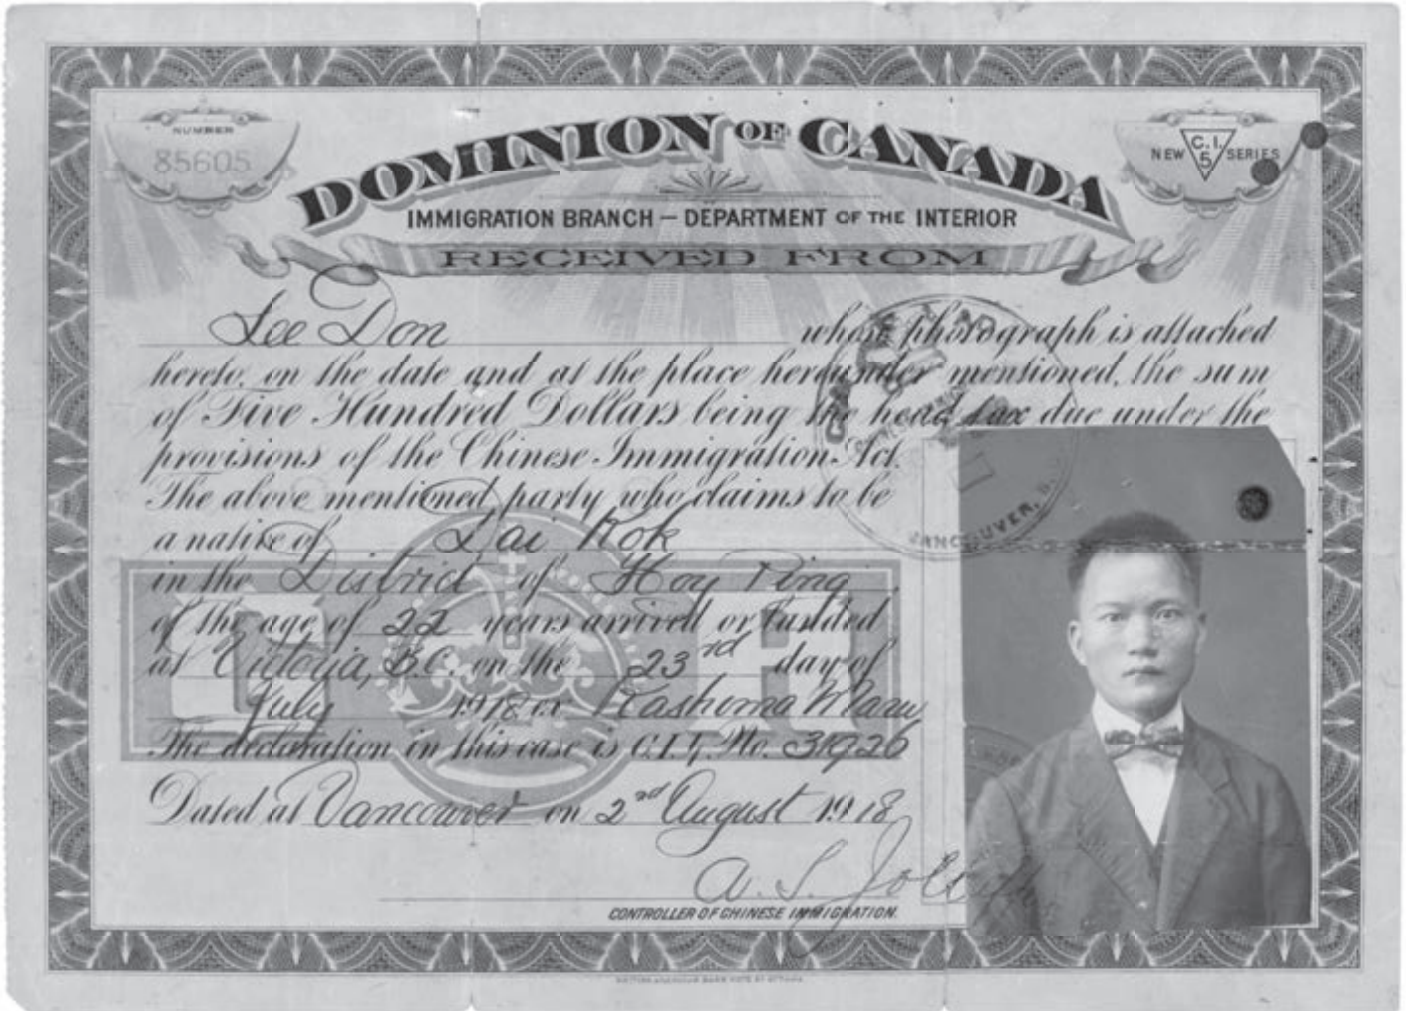 NUMBER
85605
DOMINION OF CANADA
NEW C.I. 5 SERIES
IMMIGRATION BRANCH — DEPARTMENT OF THE INTERIOR
RECEIVED FROM
Lee Don whose photograph is attached
hereto, on the date and at the place hereunder mentioned, the sum
of Five Hundred Dollars being the head tax due under the
provisions of the Chinese Immigration Act.
The above mentioned party who claims to be
a native of Dai Kok
in the District of Hoy Ping
of the age of 22 years arrived or landed
at Victoria, B.C. on the 23rd day of
July 1918 ex Kashima Maru
The declaration in this case is C.I.4. No.
Dated at Vancouver on 2nd August 1918
A. S. Jolliffe
CONTROLLER OF CHINESE IMMIGRATION.
VANCOUVER, B.
C H